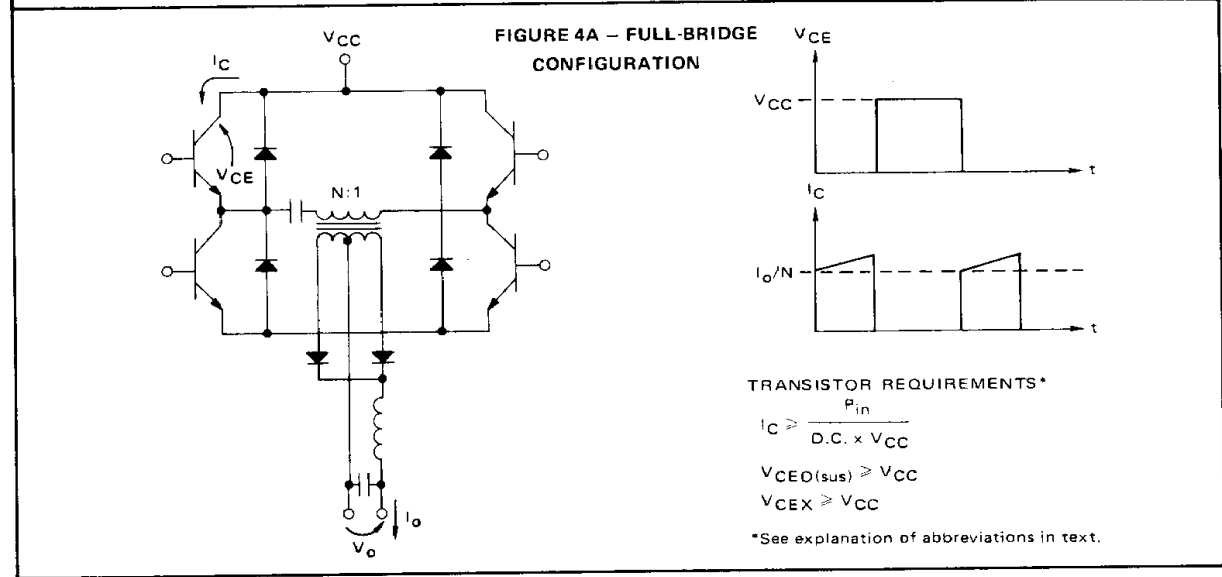 FIGURE 4A – FULL-BRIDGE
CONFIGURATION
VCC
IC
VCE
N:1
Vo
Io
VCE
VCC
t
IC
Io/N
t
TRANSISTOR REQUIREMENTS*
IC ⩾ Pin / D.C. x VCC
VCEO(sus) ⩾ VCC
VCEX ⩾ VCC
*See explanation of abbreviations in text.